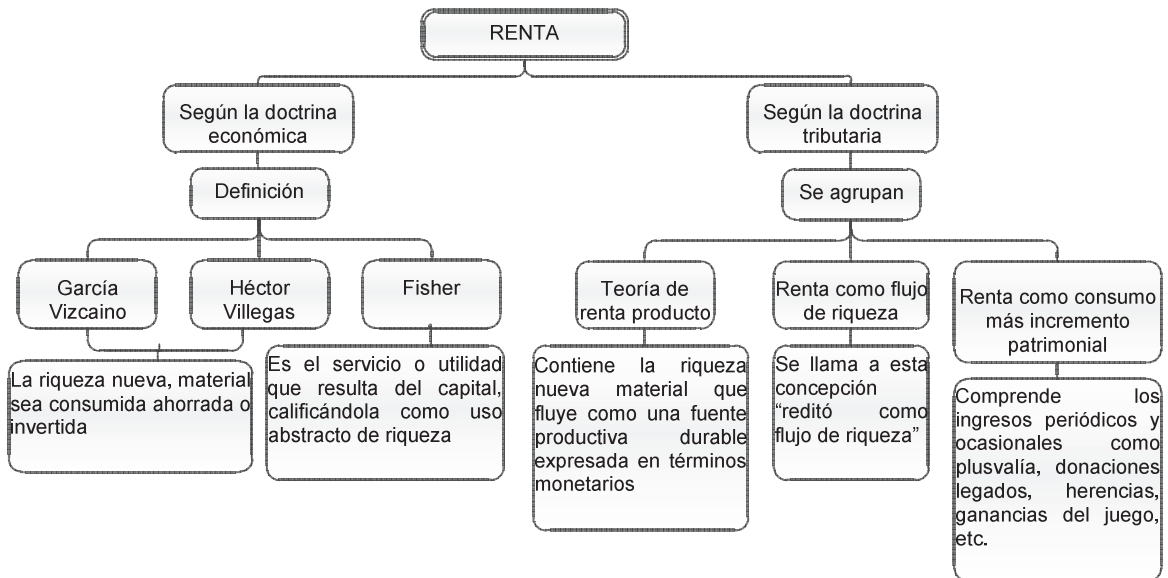 RENTA
Según la doctrina
económica
Según la doctrina
tributaria
Definición
Se agrupan
García
Vizcaino
Héctor
Villegas
Fisher
Teoría de
renta producto
Renta como flujo
de riqueza
Renta como consumo
más incremento
patrimonial
La riqueza nueva, material
sea consumida ahorrada o
invertida
Es el servicio o utilidad
que resulta del capital,
calificándola como uso
abstracto de riqueza
Contiene la riqueza
nueva material que
fluye como una fuente
productiva durable
expresada en términos
monetarios
Se llama a esta
concepción
“reditó como
flujo de riqueza”
Comprende los
ingresos periódicos y
ocasionales como
plusvalía, donaciones
legados, herencias,
ganancias del juego,
etc.